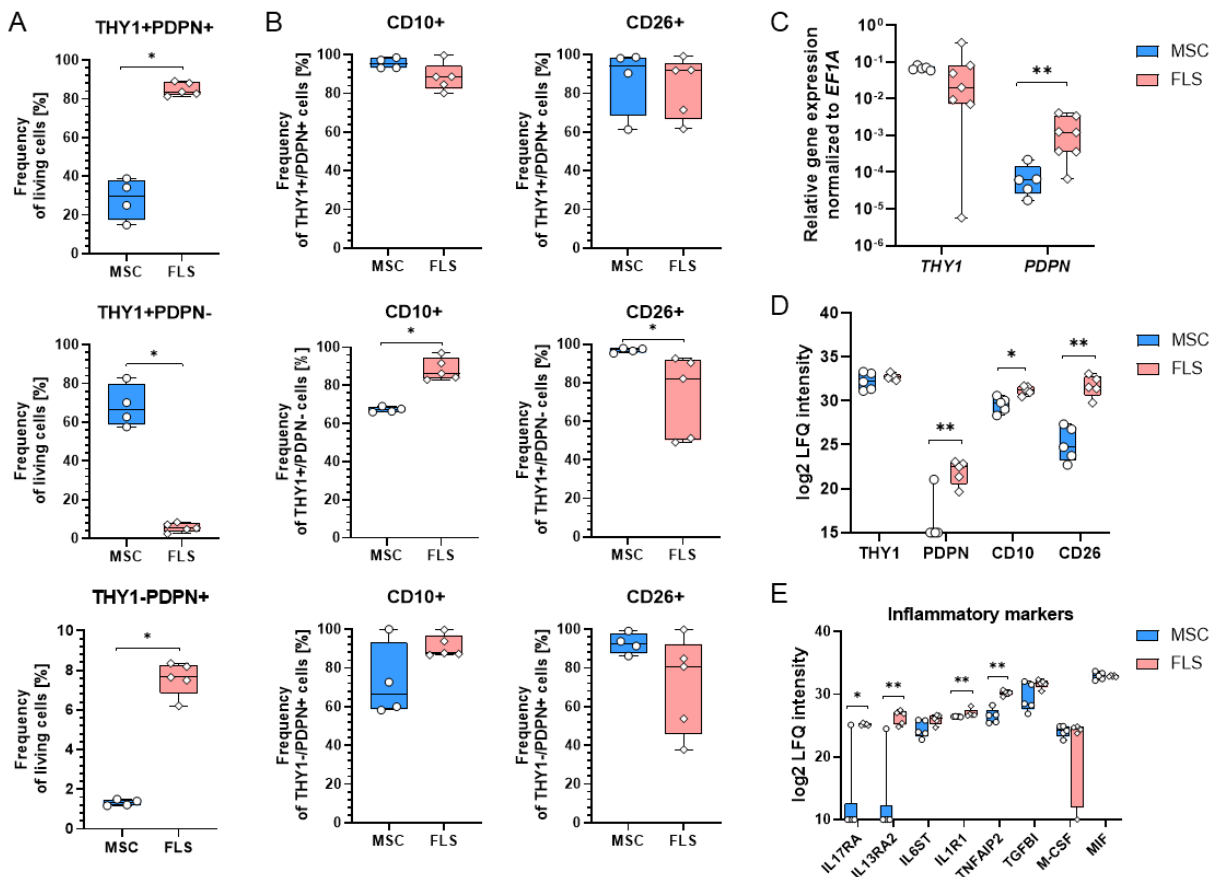 A
THY1+PDPN+
Frequency
of living cells [%]
100
80
60
40
20
0
*
MSC
FLS
THY1+PDPN-
Frequency
of living cells [%]
100
80
60
40
20
0
*
MSC
FLS
THY1-PDPN+
Frequency
of living cells [%]
10
8
6
4
2
0
*
MSC
FLS
B
CD10+
Frequency
of THY1+/PDPN+ cells [%]
100
80
60
40
20
0
MSC
FLS
CD26+
Frequency
of THY1+/PDPN+ cells [%]
100
80
60
40
20
0
MSC
FLS
CD10+
Frequency
of THY1+/PDPN- cells [%]
100
80
60
40
20
0
*
MSC
FLS
CD26+
Frequency
of THY1+/PDPN- cells [%]
100
80
60
40
20
0
*
MSC
FLS
CD10+
Frequency
of THY1-/PDPN+ cells [%]
100
80
60
40
20
0
MSC
FLS
CD26+
Frequency
of THY1-/PDPN+ cells [%]
100
80
60
40
20
0
MSC
FLS
C
Relative gene expression
normalized to EF1A
10⁰
10⁻¹
10⁻²
10⁻³
10⁻⁴
10⁻⁵
10⁻⁶
**
THY1
PDPN
MSC
FLS
D
log2 LFQ intensity
40
35
30
25
20
15
**
*
**
THY1
PDPN
CD10
CD26
MSC
FLS
E
Inflammatory markers
log2 LFQ intensity
40
30
20
10
*
**
**
**
IL17RA
IL13RA2
IL6ST
IL1R1
TNFAIP2
TGFBI
M-CSF
MIF
MSC
FLS